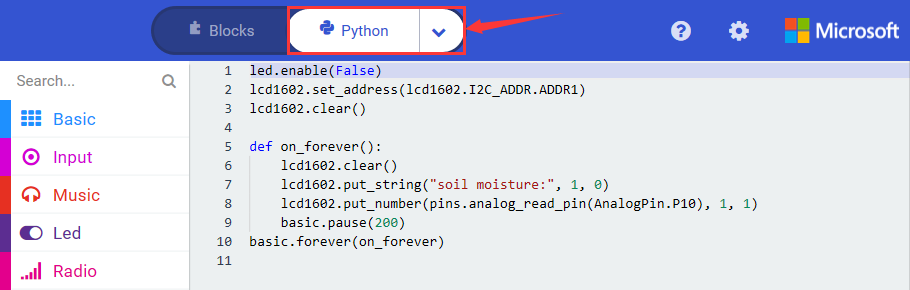 Blocks
Python
?
Microsoft
Search...
Basic
Input
Music
Led
Radio
1 led.enable(False)
2 lcd1602.set_address(lcd1602.I2C_ADDR.ADDR1)
3 lcd1602.clear()
4
5 def on_forever():
6     lcd1602.clear()
7     lcd1602.put_string("soil moisture:", 1, 0)
8     lcd1602.put_number(pins.analog_read_pin(AnalogPin.P10), 1, 1)
9     basic.pause(200)
10 basic.forever(on_forever)
11